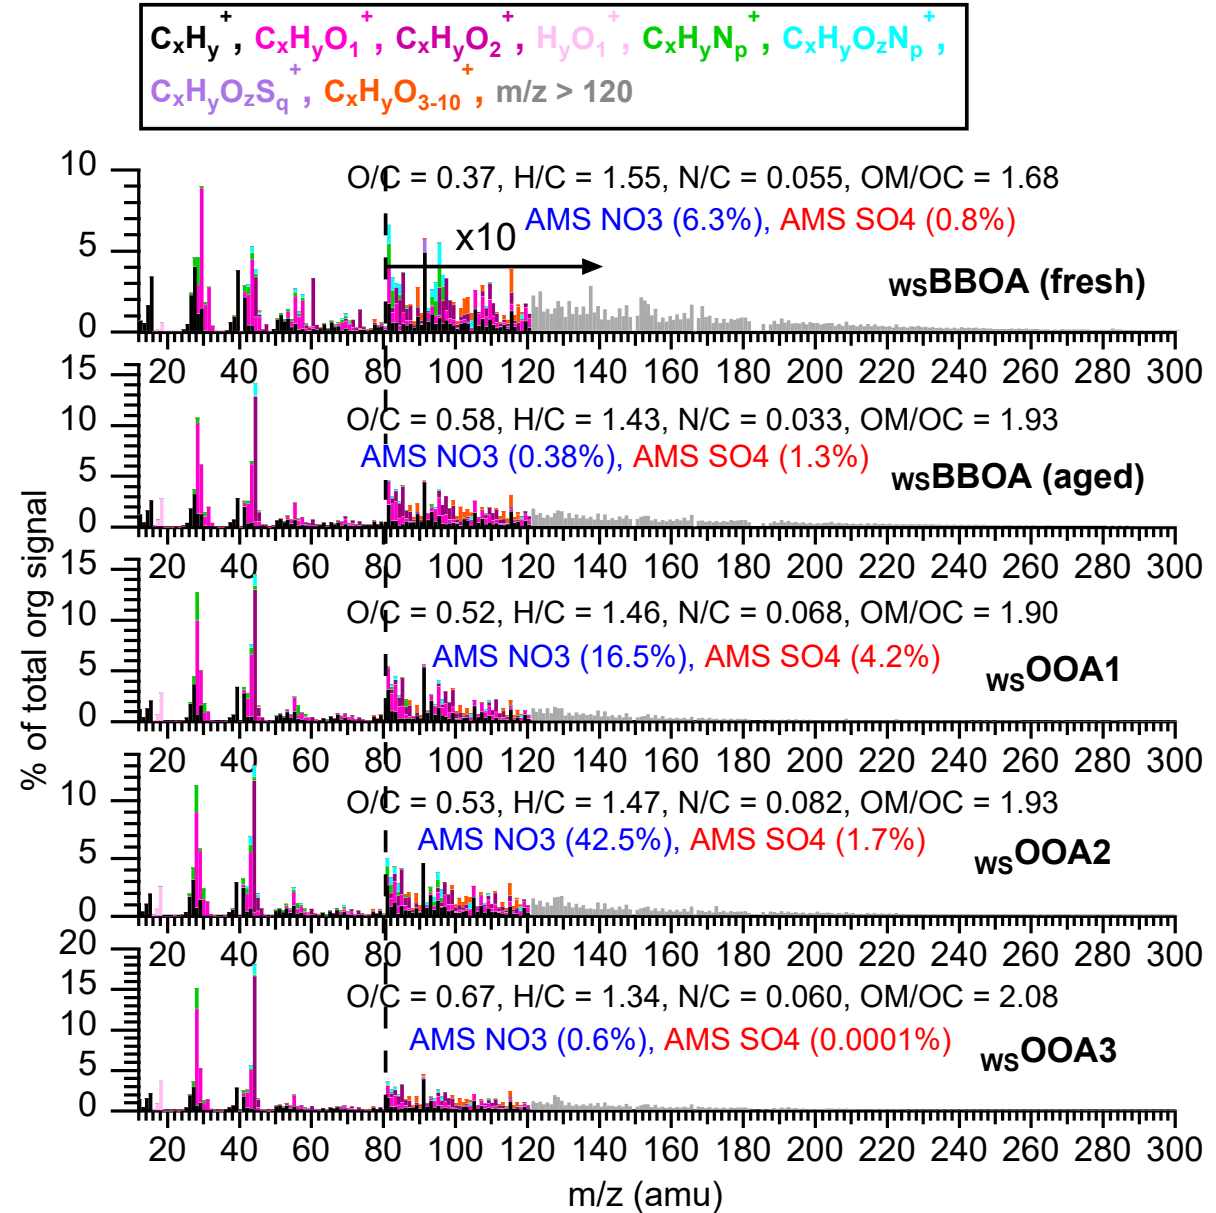 CxHy+, CxHyO1+, CxHyO2+, HyO1+, CxHyNp+, CxHyOzNp+,
CxHyOzSq+, CxHyO3-10+, m/z > 120
% of total org signal
10
5
0
O/C = 0.37, H/C = 1.55, N/C = 0.055, OM/OC = 1.68
AMS NO3 (6.3%), AMS SO4 (0.8%)
x10
wsBBOA (fresh)
20 40 60 80 100 120 140 160 180 200 220 240 260 280 300
15
10
5
0
O/C = 0.58, H/C = 1.43, N/C = 0.033, OM/OC = 1.93
AMS NO3 (0.38%), AMS SO4 (1.3%)
wsBBOA (aged)
20 40 60 80 100 120 140 160 180 200 220 240 260 280 300
15
10
5
0
O/C = 0.52, H/C = 1.46, N/C = 0.068, OM/OC = 1.90
AMS NO3 (16.5%), AMS SO4 (4.2%)
wsOOA1
20 40 60 80 100 120 140 160 180 200 220 240 260 280 300
10
5
0
O/C = 0.53, H/C = 1.47, N/C = 0.082, OM/OC = 1.93
AMS NO3 (42.5%), AMS SO4 (1.7%)
wsOOA2
20 40 60 80 100 120 140 160 180 200 220 240 260 280 300
20
15
10
5
0
O/C = 0.67, H/C = 1.34, N/C = 0.060, OM/OC = 2.08
AMS NO3 (0.6%), AMS SO4 (0.0001%)
wsOOA3
20 40 60 80 100 120 140 160 180 200 220 240 260 280 300
m/z (amu)